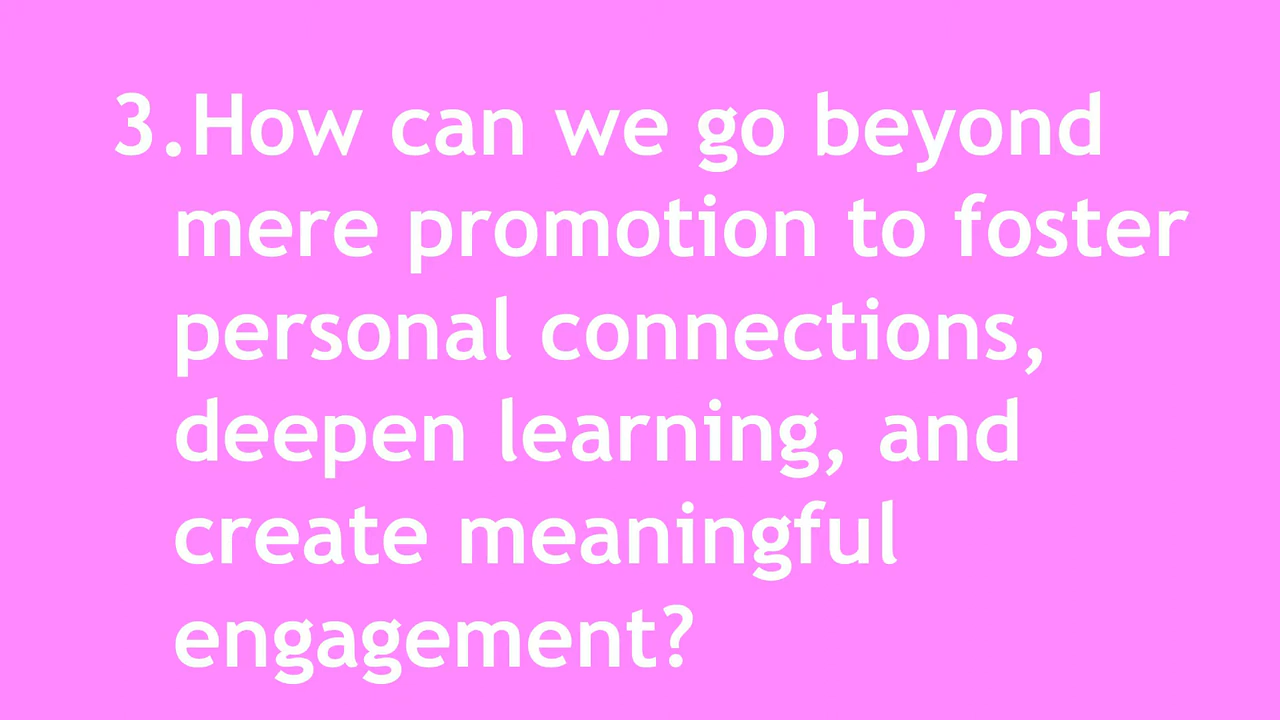 3.How can we go beyond
mere promotion to foster
personal connections,
deepen learning, and
create meaningful
engagement?